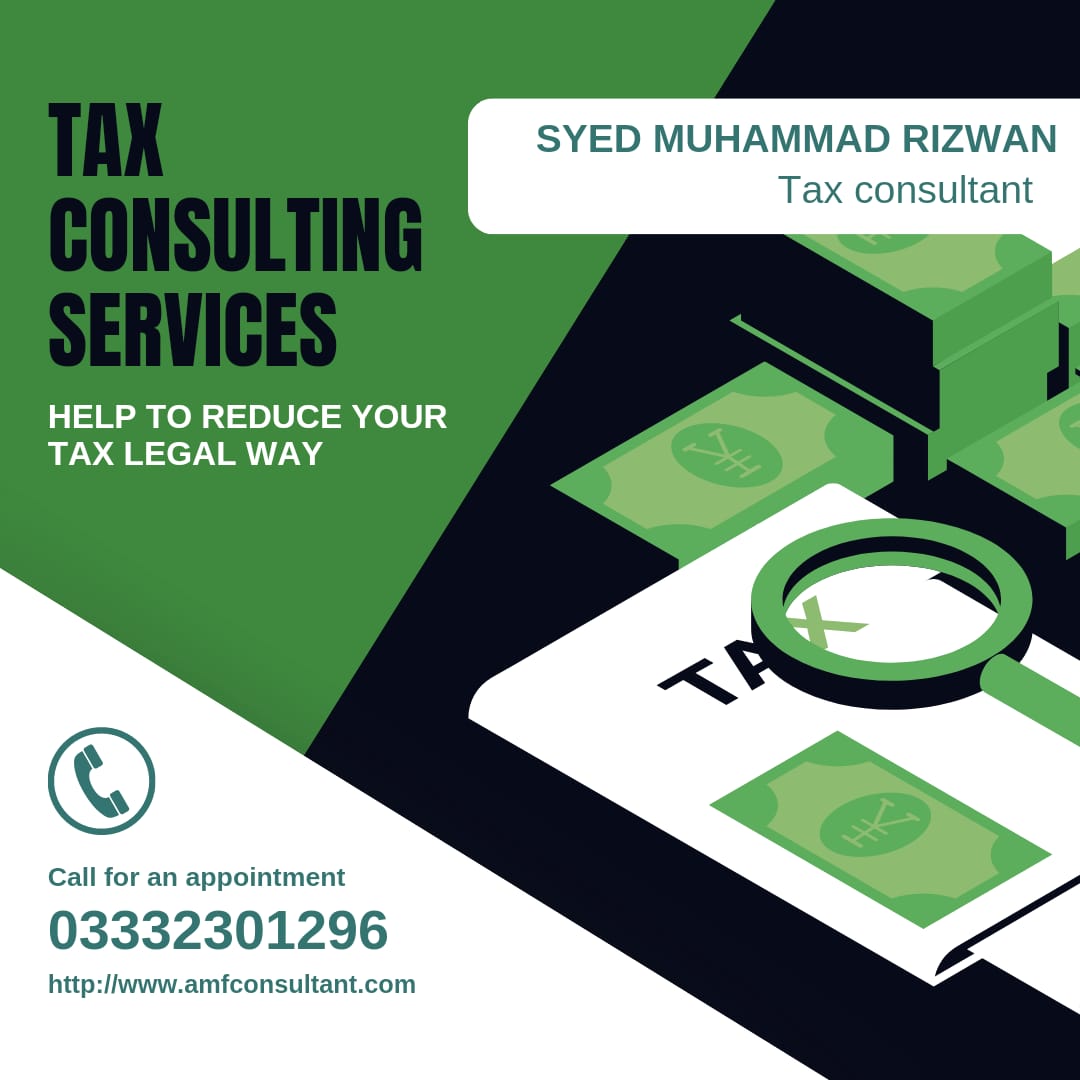 TAX
CONSULTING
SERVICES
HELP TO REDUCE YOUR
TAX LEGAL WAY
SYED MUHAMMAD RIZWAN
Tax consultant
TAX
Call for an appointment
03332301296
http://www.amfconsultant.com